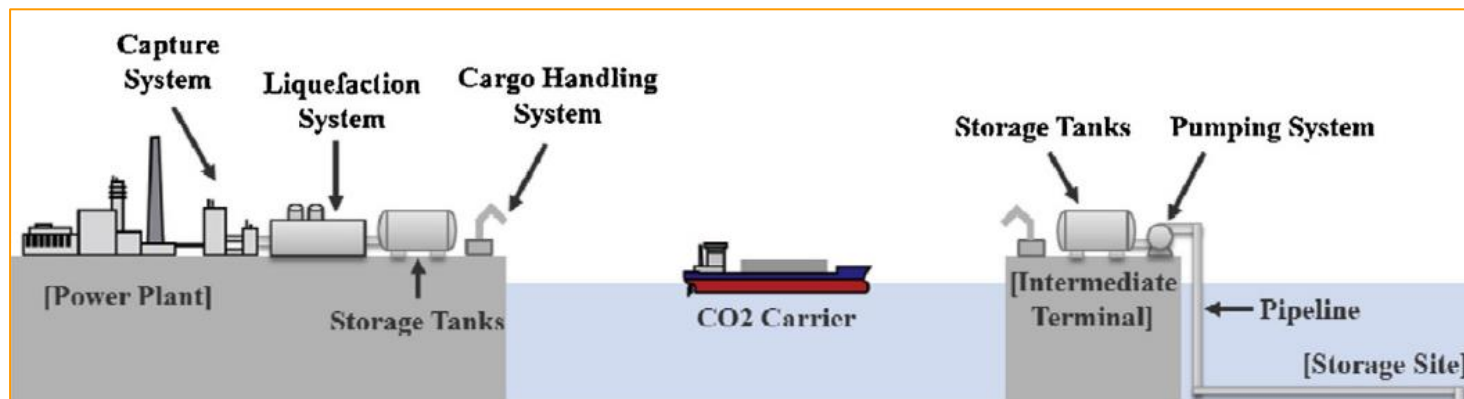 Capture
System
Liquefaction
System
Cargo Handling
System
Storage Tanks
Pumping System
[Power Plant]
Storage Tanks
CO2 Carrier
[Intermediate
Terminal]
Pipeline
[Storage Site]